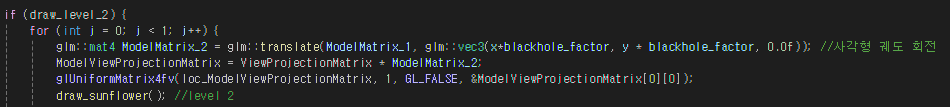 if (draw_level_2) {
for (int j = 0; j < 1; j++) {
glm::mat4 ModelMatrix_2 = glm::translate(ModelMatrix_1, glm::vec3(x*blackhole_factor, y + blackhole_factor, 0.0f)); //사각형 궤도 회전
ModelViewProjectionMatrix = ViewProjectionMatrix * ModelMatrix_2;
glUniformMatrix4fv(loc_ModelViewProjectionMatrix, 1, GL_FALSE, &ModelViewProjectionMatrix[0][0]);
draw_sunflower(); //level 2